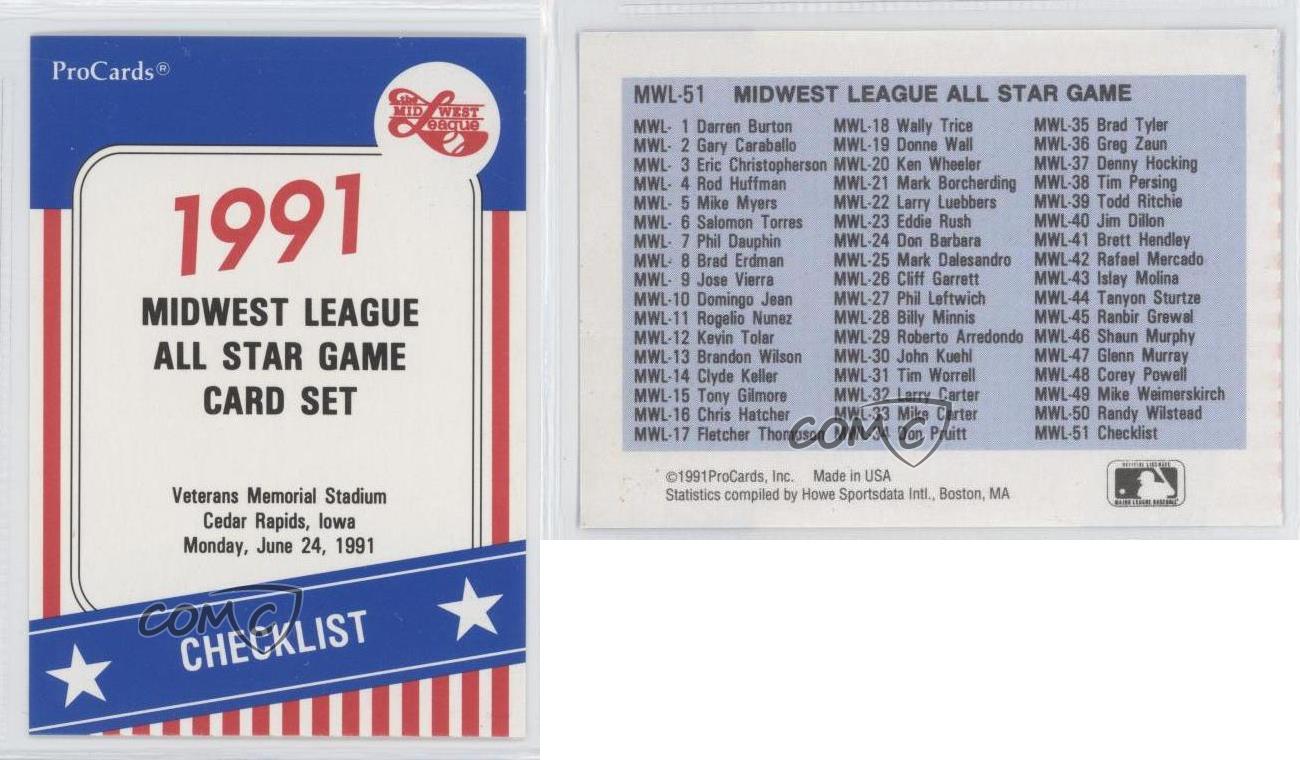 ProCards®
the
MIDWEST
League
1991
MIDWEST LEAGUE
ALL STAR GAME
CARD SET
Veterans Memorial Stadium
Cedar Rapids, Iowa
Monday, June 24, 1991
COMC
CHECKLIST
MWL-51 MIDWEST LEAGUE ALL STAR GAME
MWL- 1 Darren Burton
MWL- 2 Gary Caraballo
MWL- 3 Eric Christopherson
MWL- 4 Rod Huffman
MWL- 5 Mike Myers
MWL- 6 Salomon Torres
MWL- 7 Phil Dauphin
MWL- 8 Brad Erdman
MWL- 9 Jose Vierra
MWL-10 Domingo Jean
MWL-11 Rogelio Nunez
MWL-12 Kevin Tolar
MWL-13 Brandon Wilson
MWL-14 Clyde Keller
MWL-15 Tony Gilmore
MWL-16 Chris Hatcher
MWL-17 Fletcher Thompson
MWL-18 Wally Trice
MWL-19 Donne Wall
MWL-20 Ken Wheeler
MWL-21 Mark Borcherding
MWL-22 Larry Luebbers
MWL-23 Eddie Rush
MWL-24 Don Barbara
MWL-25 Mark Dalesandro
MWL-26 Cliff Garrett
MWL-27 Phil Leftwich
MWL-28 Billy Minnis
MWL-29 Roberto Arredondo
MWL-30 John Kuehl
MWL-31 Tim Worrell
MWL-32 Larry Carter
MWL-33 Mike Carter
MWL-34 Don Pruitt
MWL-35 Brad Tyler
MWL-36 Greg Zaun
MWL-37 Denny Hocking
MWL-38 Tim Persing
MWL-39 Todd Ritchie
MWL-40 Jim Dillon
MWL-41 Brett Hendley
MWL-42 Rafael Mercado
MWL-43 Islay Molina
MWL-44 Tanyon Sturtze
MWL-45 Ranbir Grewal
MWL-46 Shaun Murphy
MWL-47 Glenn Murray
MWL-48 Corey Powell
MWL-49 Mike Weimerskirch
MWL-50 Randy Wilstead
MWL-51 Checklist
COMC
©1991ProCards, Inc. Made in USA
Statistics compiled by Howe Sportsdata Intl., Boston, MA
OFFICIAL LICENSEE
MAJOR LEAGUE BASEBALL